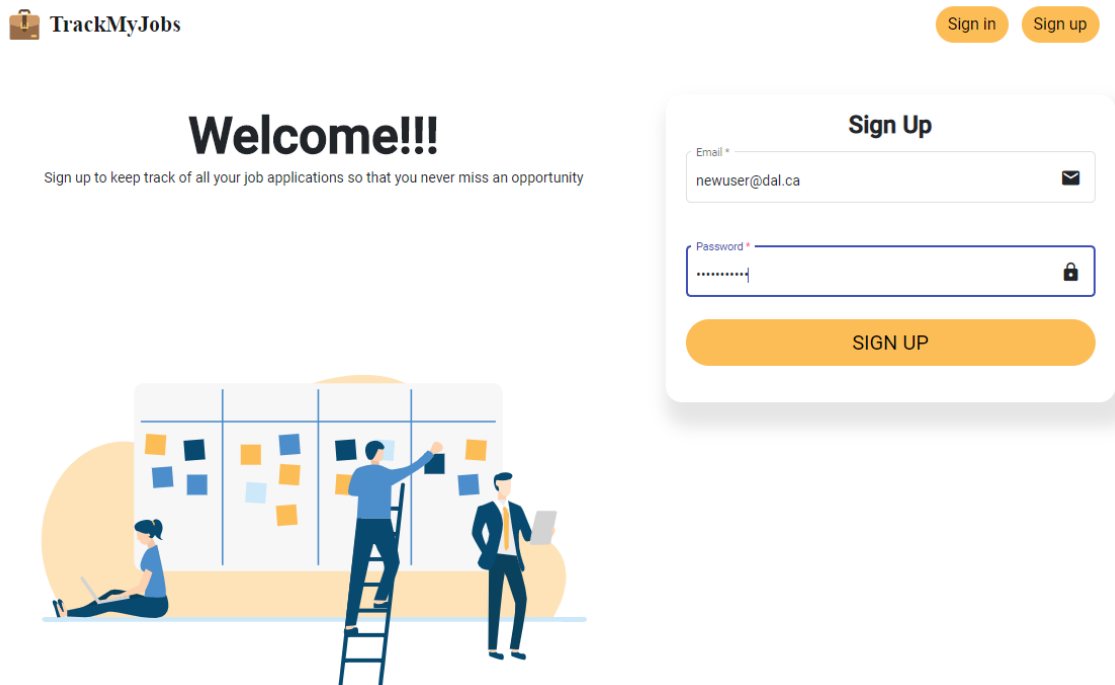 TrackMyJobs
Sign in
Sign up
Welcome!!!
Sign up to keep track of all your job applications so that you never miss an opportunity
Sign Up
Email *
newuser@dal.ca
Password *
•••••••••••
SIGN UP